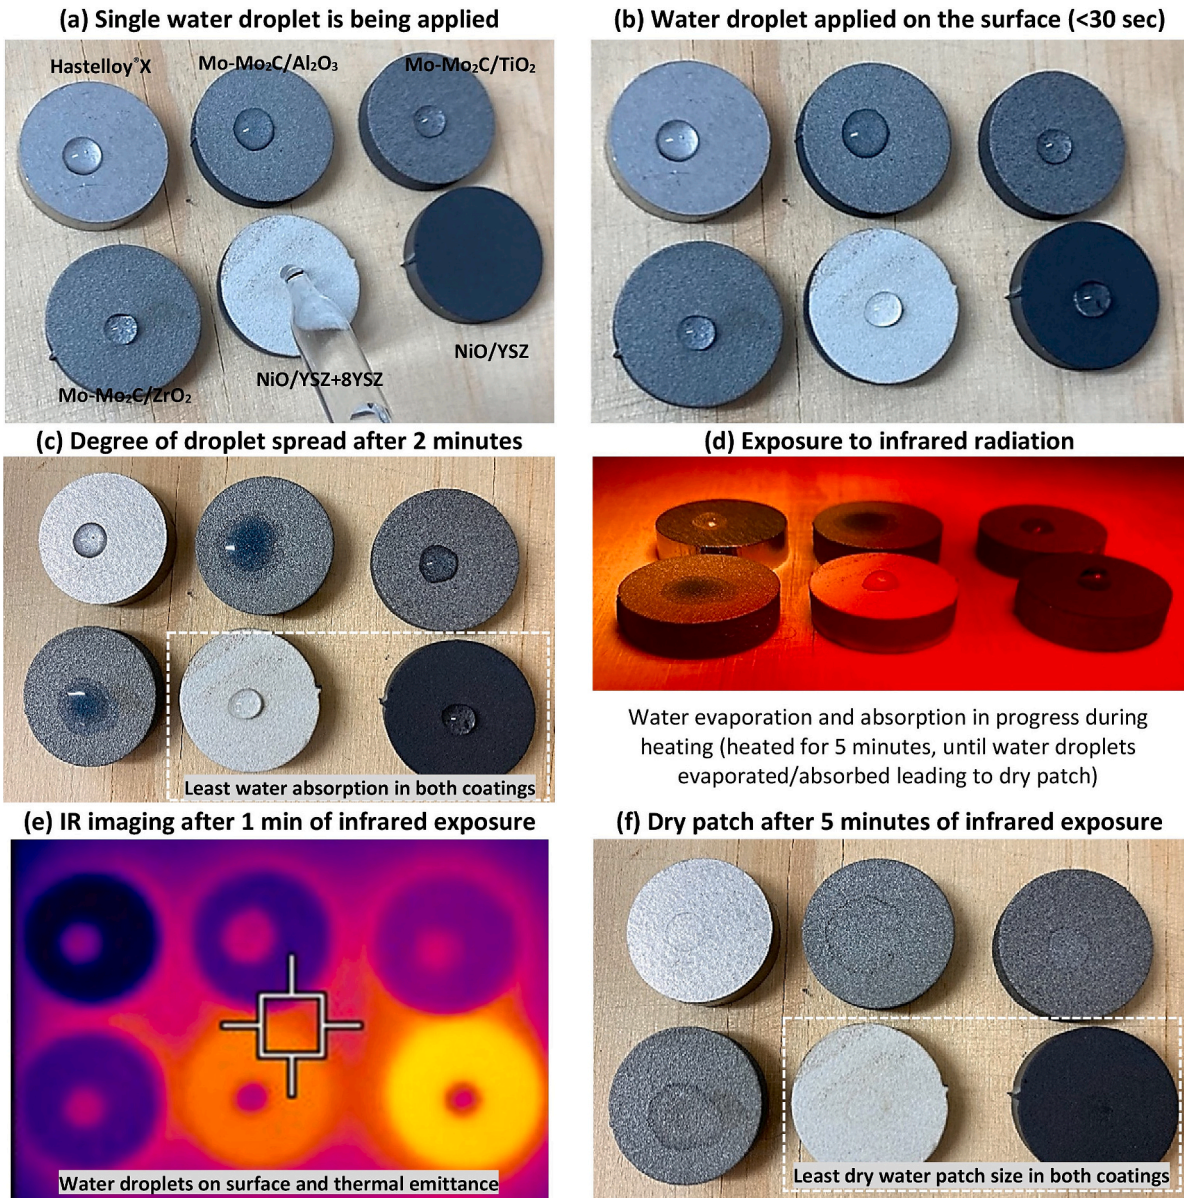 (a) Single water droplet is being applied
(b) Water droplet applied on the surface (<30 sec)
Hastelloy®X
Mo-Mo₂C/Al₂O₃
Mo-Mo₂C/TiO₂
NiO/YSZ
NiO/YSZ+8YSZ
Mo-Mo₂C/ZrO₂
(c) Degree of droplet spread after 2 minutes
(d) Exposure to infrared radiation
Least water absorption in both coatings
Water evaporation and absorption in progress during
heating (heated for 5 minutes, until water droplets
evaporated/absorbed leading to dry patch)
(e) IR imaging after 1 min of infrared exposure
(f) Dry patch after 5 minutes of infrared exposure
Water droplets on surface and thermal emittance
Least dry water patch size in both coatings